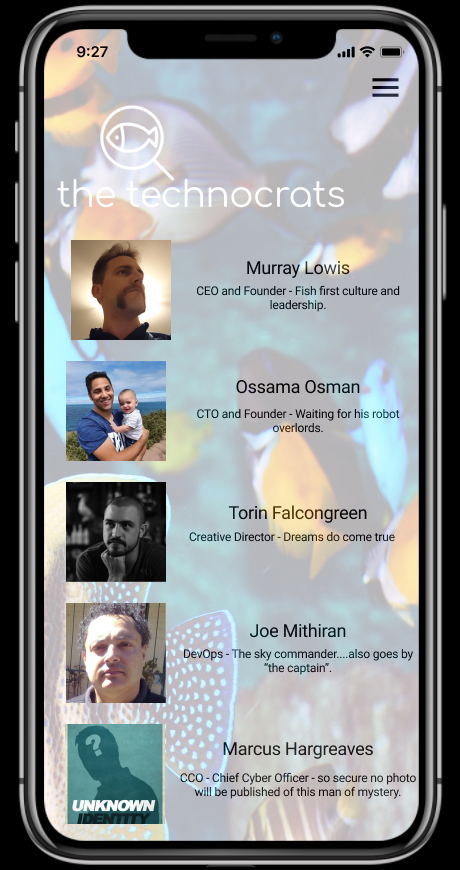 9:27
the technocrats
Murray Lowis
CEO and Founder - Fish first culture and
leadership.
Ossama Osman
CTO and Founder - Waiting for his robot
overlords.
Torin Falcongreen
Creative Director - Dreams do come true
Joe Mithiran
DevOps - The sky commander....also goes by
“the captain”.
Marcus Hargreaves
CCO - Chief Cyber Officer - so secure no photo
will be published of this man of mystery.
?
UNKNOWN
IDENTITY